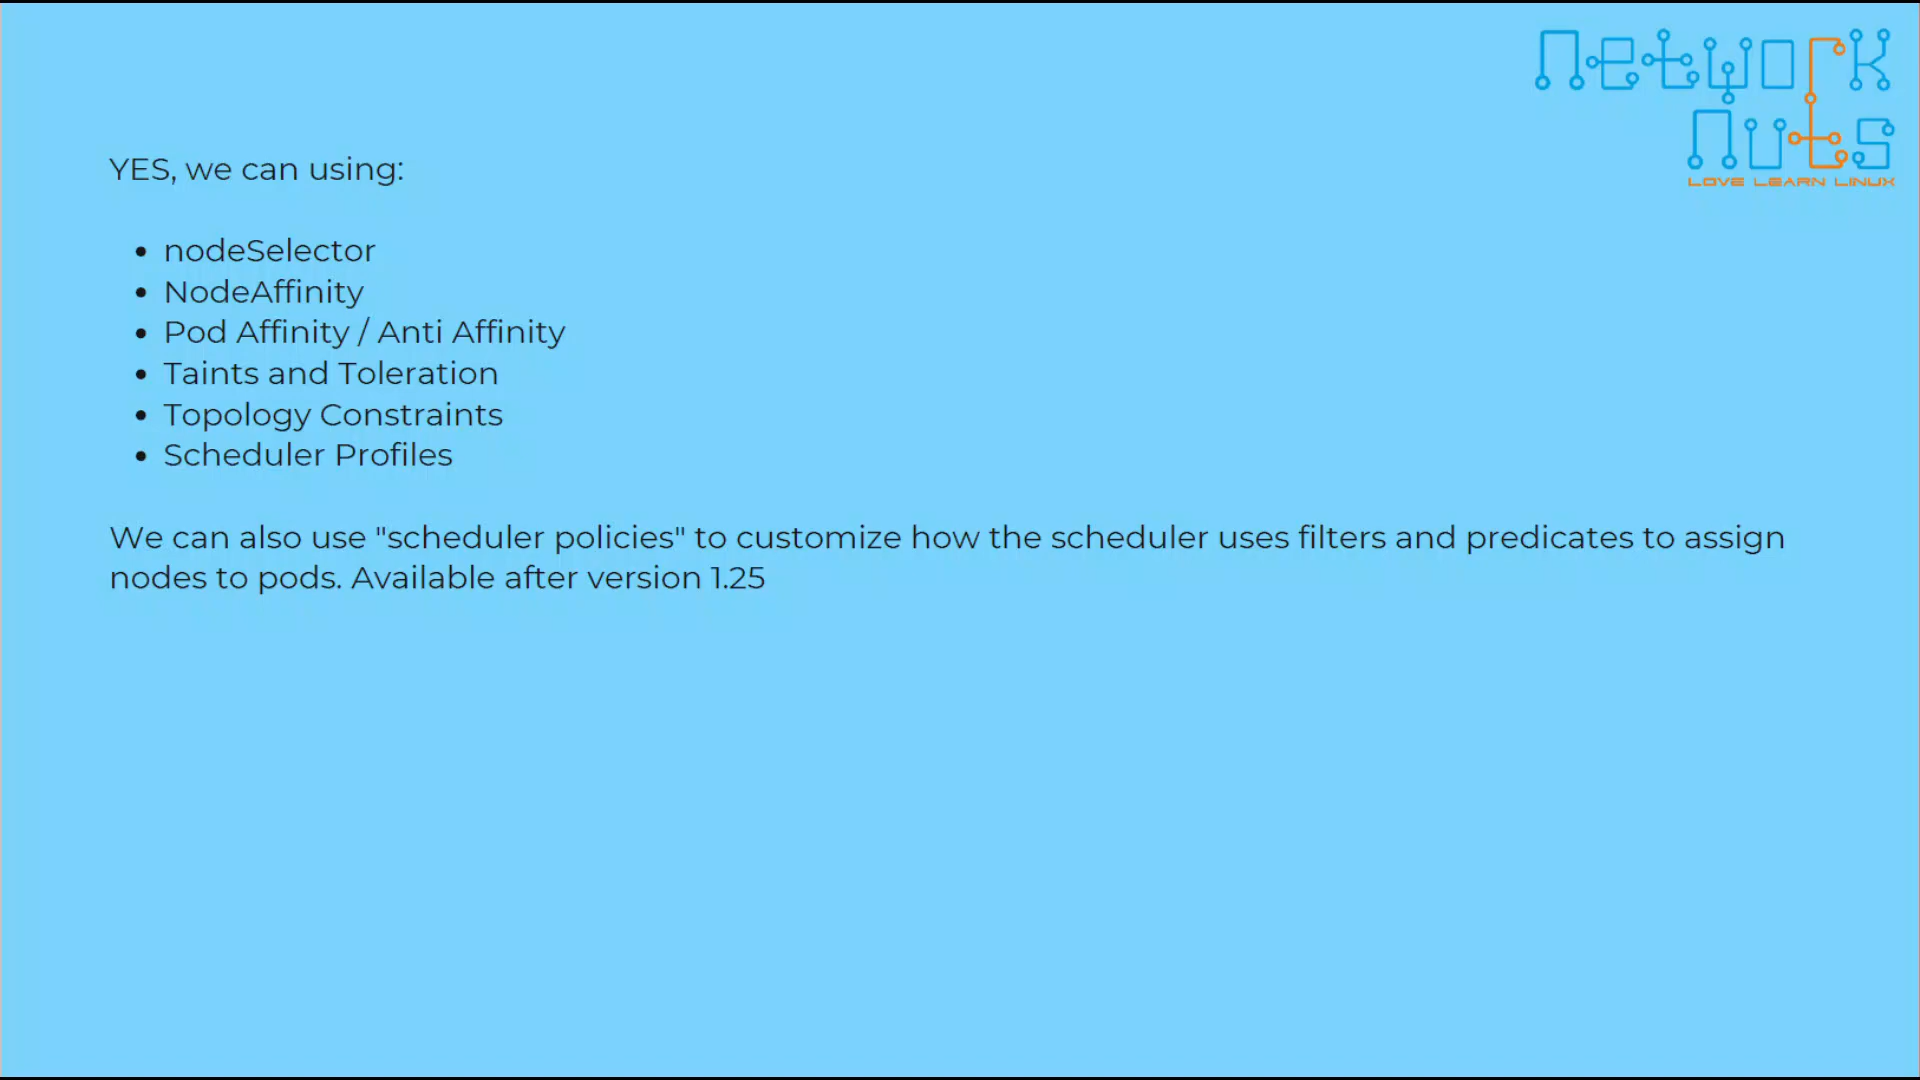 Network
Nuts
LOVE LEARN LINUX
YES, we can using:
• nodeSelector
• NodeAffinity
• Pod Affinity / Anti Affinity
• Taints and Toleration
• Topology Constraints
• Scheduler Profiles
We can also use "scheduler policies" to customize how the scheduler uses filters and predicates to assign
nodes to pods. Available after version 1.25